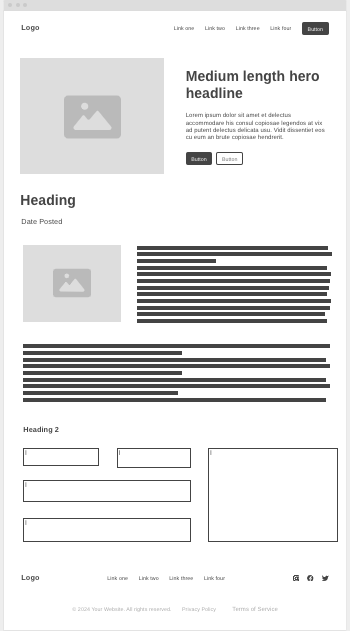 Logo
Link one Link two Link three Link four Button
Medium length hero
headline
Lorem ipsum dolor sit amet et delectus
accommodare his consul copiosae legendos at vix
ad putent delectus delicata usu. Vidit dissentiet eos
cu eum an brute copiosae hendrerit.
Button Button
Heading
Date Posted
Heading 2
Logo
Link one Link two Link three Link four
© 2024 Your Website. All rights reserved. Privacy Policy Terms of Service